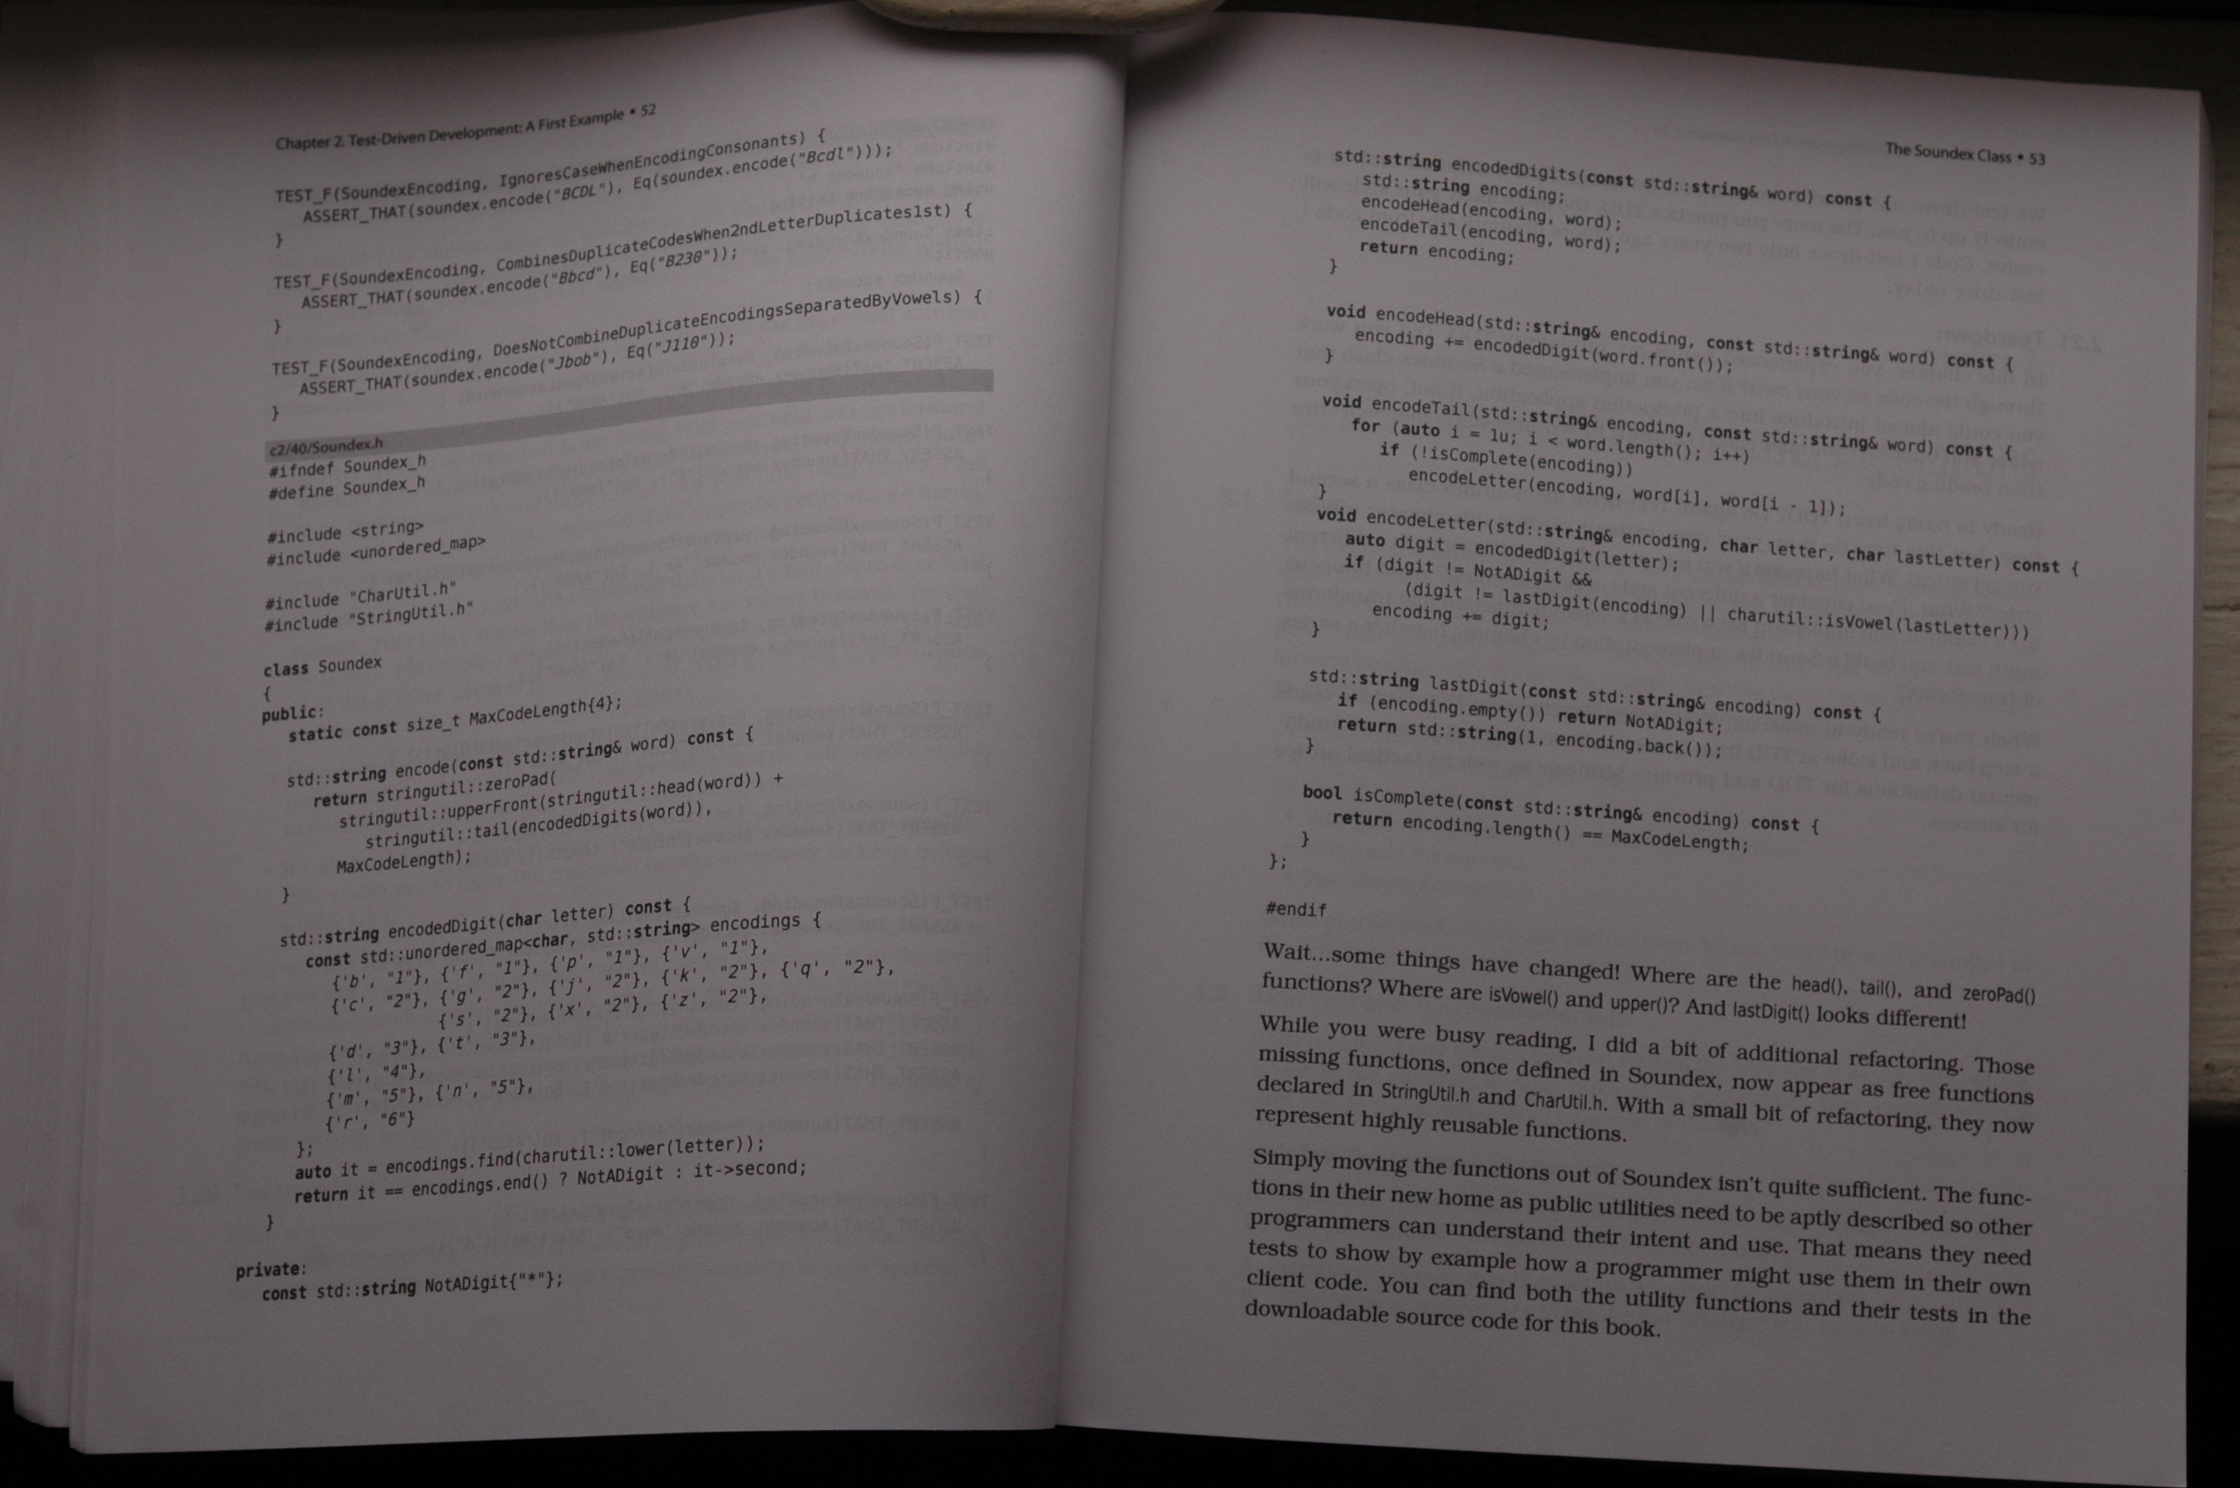 Chapter 2. Test-Driven Development: A First Example • 52
TEST_F(SoundexEncoding, IgnoresCaseWhenEncodingConsonants) {
   ASSERT_THAT(soundex.encode("BCDL"), Eq(soundex.encode("Bcdl")));
}
TEST_F(SoundexEncoding, CombinesDuplicateCodesWhen2ndLetterDuplicates1st) {
   ASSERT_THAT(soundex.encode("Bbcd"), Eq("B230"));
}
TEST_F(SoundexEncoding, DoesNotCombineDuplicateEncodingsSeparatedByVowels) {
   ASSERT_THAT(soundex.encode("Jbob"), Eq("J110"));
}
c2/40/Soundex.h
#ifndef Soundex_h
#define Soundex_h
#include <string>
#include <unordered_map>
#include "CharUtil.h"
#include "StringUtil.h"
class Soundex
{
public:
   static const size_t MaxCodeLength{4};
   std::string encode(const std::string& word) const {
      return stringutil::zeroPad(
         stringutil::upperFront(stringutil::head(word)) +
            stringutil::tail(encodedDigits(word)),
         MaxCodeLength);
   }
   std::string encodedDigit(char letter) const {
      const std::unordered_map<char, std::string> encodings {
         {'b', "1"}, {'f', "1"}, {'p', "1"}, {'v', "1"},
         {'c', "2"}, {'g', "2"}, {'j', "2"}, {'k', "2"}, {'q', "2"},
                     {'s', "2"}, {'x', "2"}, {'z', "2"},
         {'d', "3"}, {'t', "3"},
         {'l', "4"},
         {'m', "5"}, {'n', "5"},
         {'r', "6"}
      };
      auto it = encodings.find(charutil::lower(letter));
      return it == encodings.end() ? NotADigit : it->second;
   }
private:
   const std::string NotADigit{"*"};
The Soundex Class • 53
   std::string encodedDigits(const std::string& word) const {
      std::string encoding;
      encodeHead(encoding, word);
      encodeTail(encoding, word);
      return encoding;
   }
   void encodeHead(std::string& encoding, const std::string& word) const {
      encoding += encodedDigit(word.front());
   }
   void encodeTail(std::string& encoding, const std::string& word) const {
      for (auto i = 1u; i < word.length(); i++)
         if (!isComplete(encoding))
            encodeLetter(encoding, word[i], word[i - 1]);
   }
   void encodeLetter(std::string& encoding, char letter, char lastLetter) const {
      auto digit = encodedDigit(letter);
      if (digit != NotADigit &&
            (digit != lastDigit(encoding) || charutil::isVowel(lastLetter)))
         encoding += digit;
   }
   std::string lastDigit(const std::string& encoding) const {
      if (encoding.empty()) return NotADigit;
      return std::string(1, encoding.back());
   }
   bool isComplete(const std::string& encoding) const {
      return encoding.length() == MaxCodeLength;
   }
};
#endif
Wait...some things have changed! Where are the head(), tail(), and zeroPad()
functions? Where are isVowel() and upper()? And lastDigit() looks different!
While you were busy reading, I did a bit of additional refactoring. Those
missing functions, once defined in Soundex, now appear as free functions
declared in StringUtil.h and CharUtil.h. With a small bit of refactoring, they now
represent highly reusable functions.
Simply moving the functions out of Soundex isn't quite sufficient. The func-
tions in their new home as public utilities need to be aptly described so other
programmers can understand their intent and use. That means they need
tests to show by example how a programmer might use them in their own
client code. You can find both the utility functions and their tests in the
downloadable source code for this book.